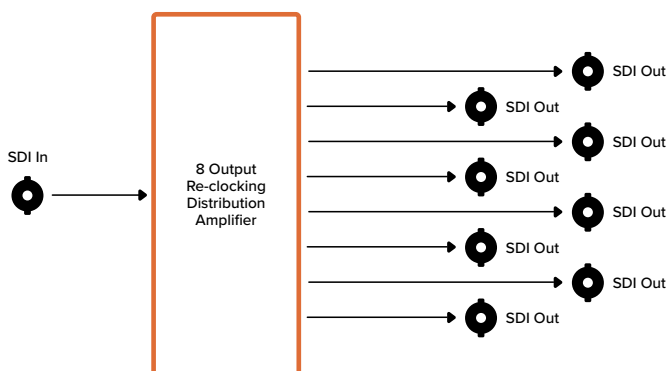 SDI Out
SDI Out
SDI Out
SDI In
8 Output
Re-clocking
Distribution
Amplifier
SDI Out
SDI Out
SDI Out
SDI Out
SDI Out